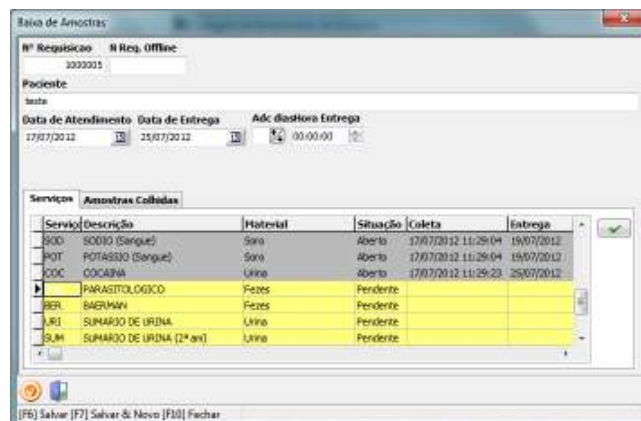 Baixa de Amostras
Nº Requisicao N Req. Offline
1000005
Paciente
teste
Data de Atendimento Data de Entrega Adc dias Hora Entrega
17/07/2012 25/07/2012 00:00:00
Serviços Amostras Colhidas
Serviço Descrição Material Situação Coleta Entrega
SOD SODIO (Sangue) Soro Aberto 17/07/2012 11:29:04 19/07/2012
POT POTASSIO (Sangue) Soro Aberto 17/07/2012 11:29:04 19/07/2012
COC COCAINA Urina Aberto 17/07/2012 11:29:23 25/07/2012
PARASITOLOGICO Fezes Pendente
BER BAERMAN Fezes Pendente
URI SUMARIO DE URINA Urina Pendente
SUM SUMARIO DE URINA (2ª am) Urina Pendente
[F6] Salvar [F7] Salvar & Novo [F10] Fechar